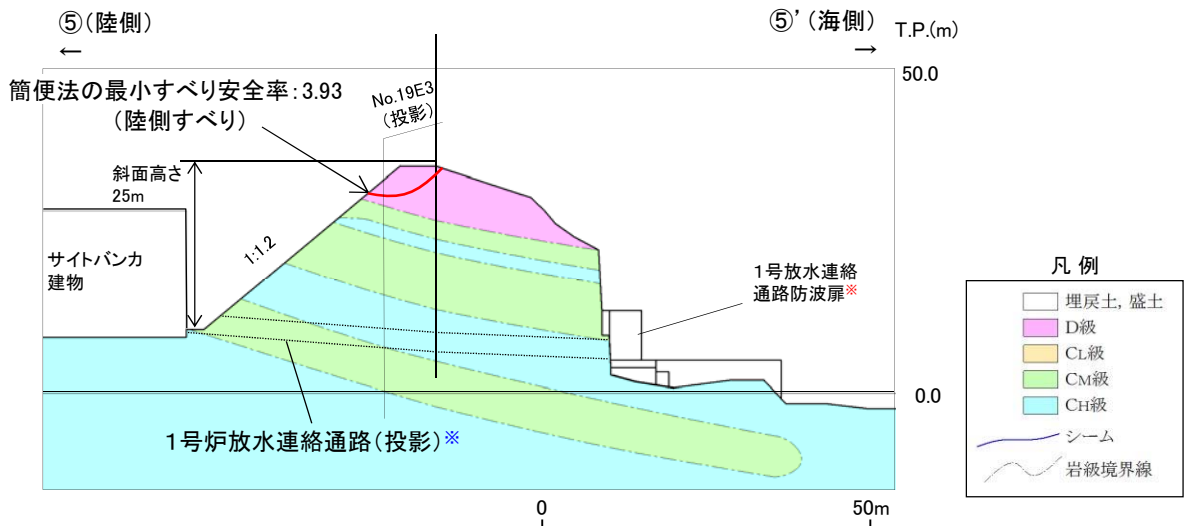 ⑤(陸側)
←
⑤’(海側)
→
T.P.(m)
50.0
簡便法の最小すべり安全率:3.93
(陸側すべり)
No.19E3
(投影)
斜面高さ
25m
1:1.2
サイトバンカ
建物
1号放水連絡
通路防波扉※
0.0
1号炉放水連絡通路(投影)※
0
50m
凡 例
埋戻土, 盛土
D級
CL級
CM級
CH級
シーム
岩級境界線